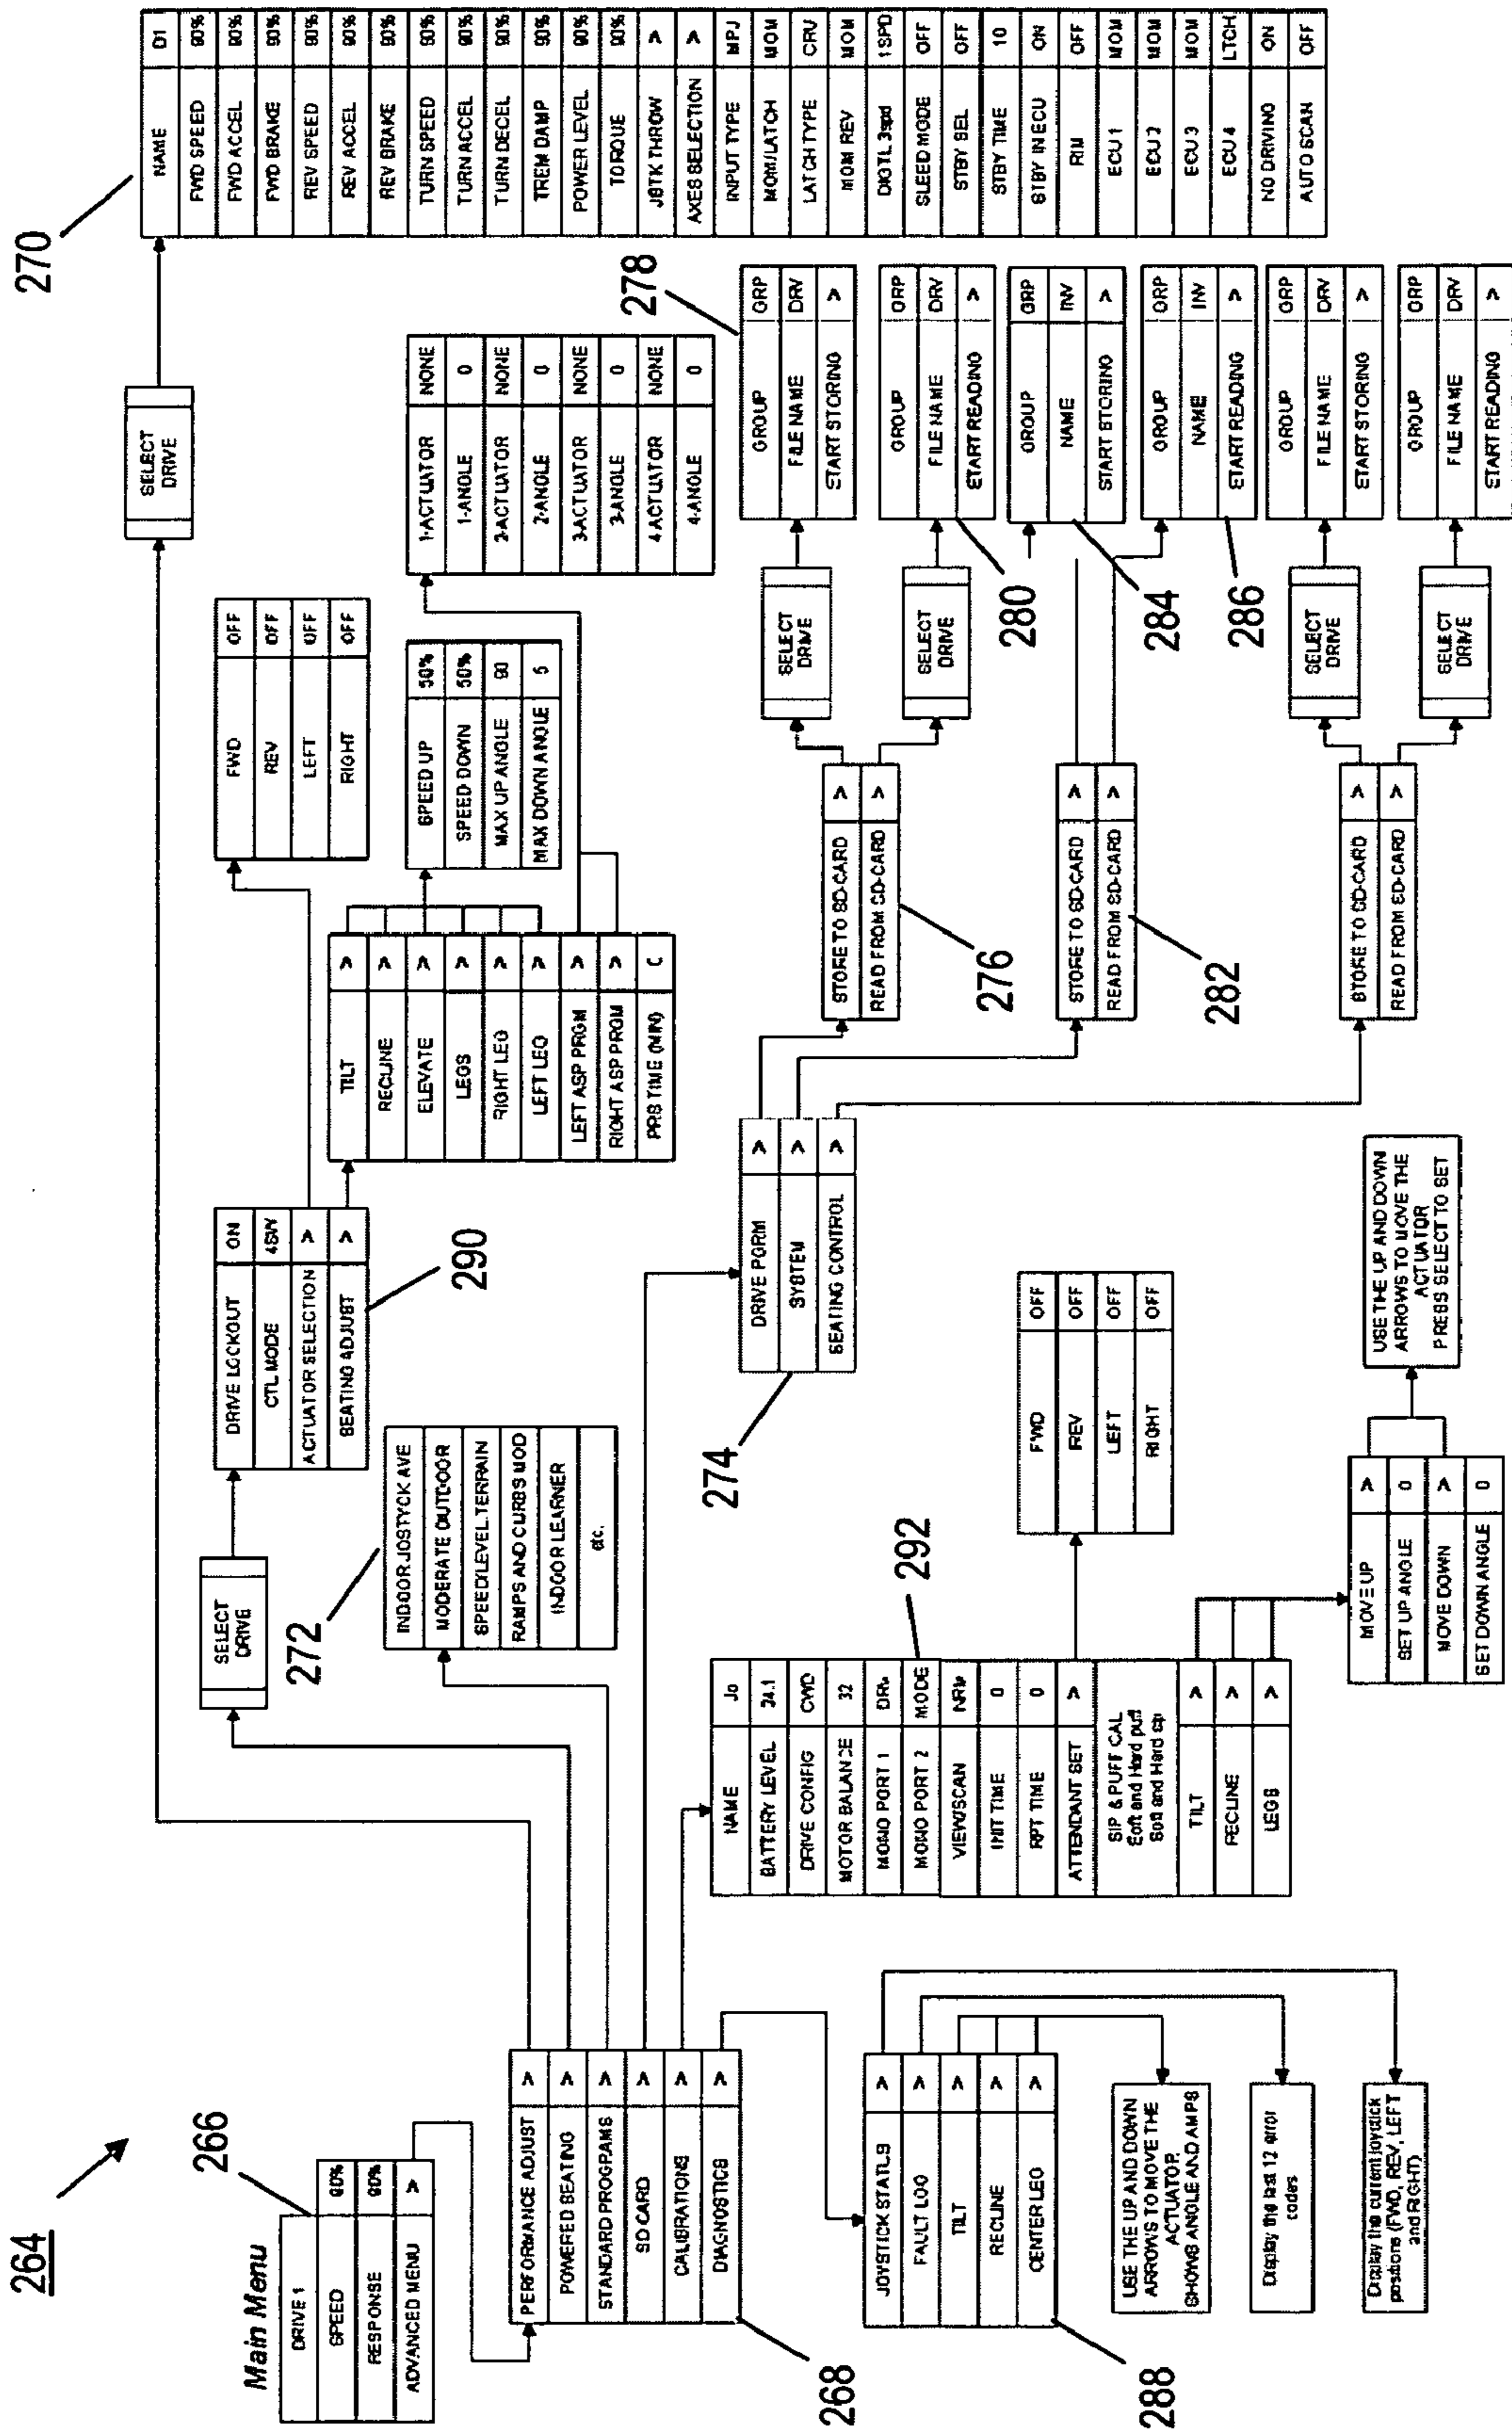 264
Main Menu
266
DRIVE 1
SPEED 90%
RESPONSE 90%
ADVANCED MENU >
268
PERFORMANCE ADJUST >
POWERED SEATING >
STANDARD PROGRAMS >
SD CARD >
CALIBRATIONS >
DIAGNOSTICS >
288
JOYSTICK STATUS >
FAULT LOG >
TILT >
RECLINE >
CENTER LEG >
USE THE UP AND DOWN
ARROWS TO MOVE THE
ACTUATOR.
SHOWS ANGLE AND AMPS
Display the last 12 error
codes
Display the current joystick
positions (FWD, REV, LEFT
and RIGHT)
SELECT
DRIVE
290
DRIVE LOCKOUT ON
CTL MODE 4SW
ACTUATOR SELECTION >
SEATING ADJUST >
FWD OFF
REV OFF
LEFT OFF
RIGHT OFF
TILT >
RECLINE >
ELEVATE >
LEGS >
RIGHT LEG >
LEFT LEG >
LEFT ASP PRGM >
RIGHT ASP PRGM >
PRS TIME (MIN) C
SPEED UP 50%
SPEED DOWN 50%
MAX UP ANGLE 90
MAX DOWN ANGLE 5
1-ACTUATOR NONE
1-ANGLE 0
2-ACTUATOR NONE
2-ANGLE 0
3-ACTUATOR NONE
3-ANGLE 0
4-ACTUATOR NONE
4-ANGLE 0
272
INDOOR JOSTYCK AVE
MODERATE OUTDOOR
SPEED/LEVEL.TERRAIN
RAMPS AND CURBS MOD
INDOOR LEARNER
etc.
292
NAME Jo
BATTERY LEVEL 24.1
DRIVE CONFIG CWD
MOTOR BALANCE 32
MONO PORT 1 DRV
MONO PORT 2 MODE
VIEW/SCAN NRM
INIT TIME 0
RPT TIME 0
ATTENDANT SET >
SIP & PUFF CAL
Soft and Hard puff
Soft and Hard sip
TILT >
RECLINE >
LEGS >
FWD OFF
REV OFF
LEFT OFF
RIGHT OFF
MOVE UP >
SET UP ANGLE 0
MOVE DOWN >
SET DOWN ANGLE 0
USE THE UP AND DOWN
ARROWS TO MOVE THE
ACTUATOR
PRESS SELECT TO SET
274
DRIVE PGRM >
SYSTEM >
SEATING CONTROL >
276
STORE TO SD-CARD >
READ FROM SD-CARD >
SELECT
DRIVE
SELECT
DRIVE
278
GROUP GRP
FILE NAME DRV
START STORING >
280
GROUP GRP
FILE NAME DRV
START READING >
282
STORE TO SD-CARD >
READ FROM SD-CARD >
284
GROUP GRP
NAME INV
START STORING >
286
GROUP GRP
NAME INV
START READING >
STORE TO SD-CARD >
READ FROM SD-CARD >
SELECT
DRIVE
SELECT
DRIVE
GROUP GRP
FILE NAME DRV
START STORING >
GROUP GRP
FILE NAME DRV
START READING >
SELECT
DRIVE
270
NAME D1
FWD SPEED 90%
FWD ACCEL 90%
FWD BRAKE 90%
REV SPEED 90%
REV ACCEL 90%
REV BRAKE 90%
TURN SPEED 90%
TURN ACCEL 90%
TURN DECEL 90%
TREM DAMP 90%
POWER LEVEL 90%
TORQUE 90%
JSTK THROW >
AXES SELECTION >
INPUT TYPE MPJ
MOM/LATCH MOM
LATCH TYPE CRV
MOM REV MOM
DIGTL 3spd 1SPD
SLEED MODE OFF
STBY SEL OFF
STBY TIME 10
STBY IN ECU ON
RIM OFF
ECU 1 MOM
ECU 2 MOM
ECU 3 MOM
ECU 4 LTCH
NO DRIVING ON
AUTO SCAN OFF